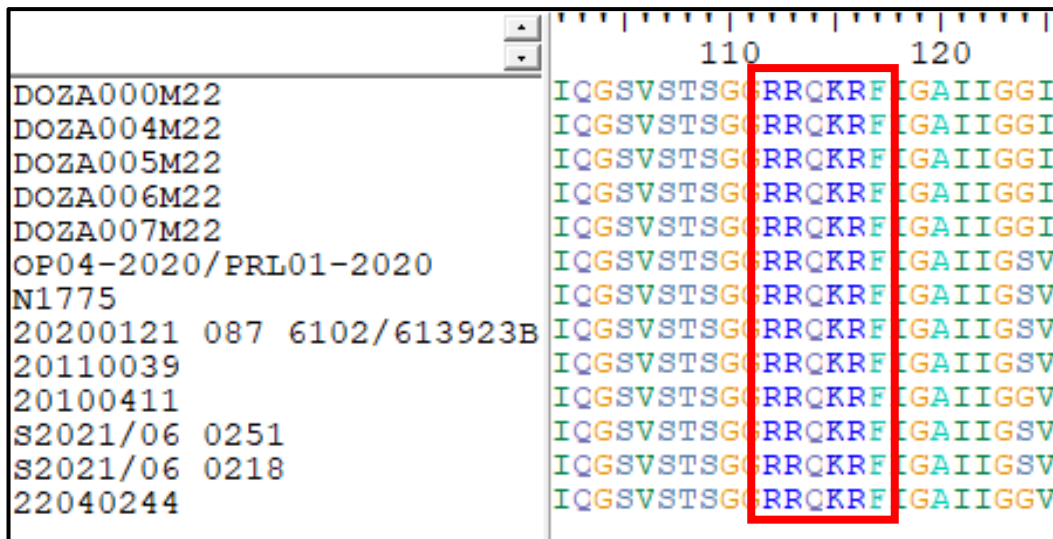 110 120
DOZA000M22 IQGSVSTSGGRRQKRFIGAIIGGI
DOZA004M22 IQGSVSTSGGRRQKRFIGAIIGGI
DOZA005M22 IQGSVSTSGGRRQKRFIGAIIGGI
DOZA006M22 IQGSVSTSGGRRQKRFIGAIIGGI
DOZA007M22 IQGSVSTSGGRRQKRFIGAIIGGI
OP04-2020/PRL01-2020 IQGSVSTSGGRRQKRFIGAIIGSV
N1775 IQGSVSTSGGRRQKRFIGAIIGSV
20200121 087 6102/613923B IQGSVSTSGGRRQKRFIGAIIGSV
20110039 IQGSVSTSGGRRQKRFIGAIIGSV
20100411 IQGSVSTSGGRRQKRFIGAIIGGV
S2021/06 0251 IQGSVSTSGGRRQKRFIGAIIGSV
S2021/06 0218 IQGSVSTSGGRRQKRFIGAIIGSV
22040244 IQGSVSTSGGRRQKRFIGAIIGGV